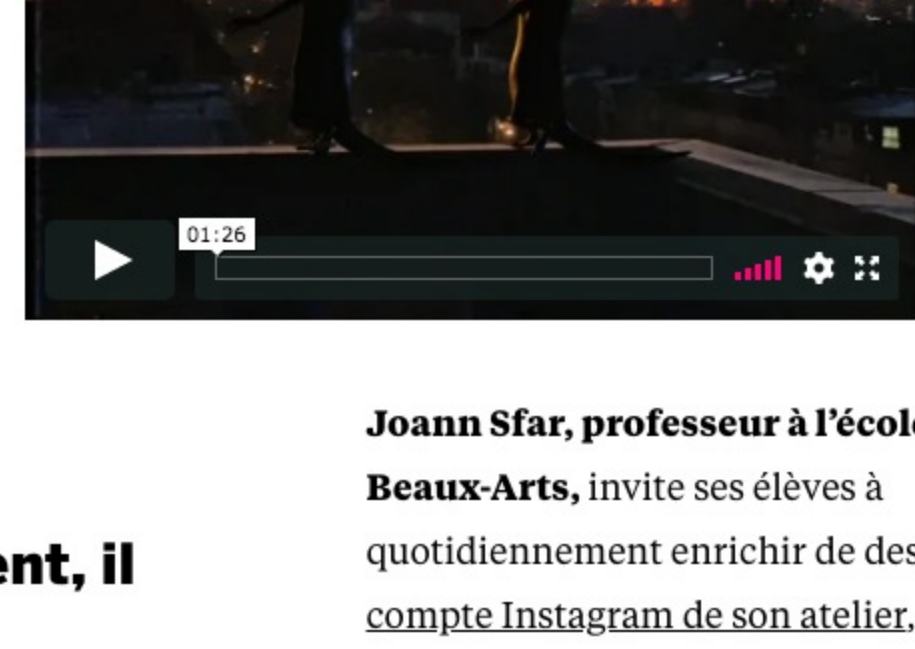 01:26
Joann Sfar, professeur à l’école
Beaux-Arts, invite ses élèves à
ent, il
quotidiennement enrichir de des
compte Instagram de son atelier,